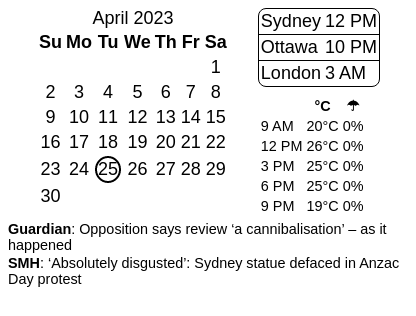 April 2023
Su Mo Tu We Th Fr Sa
1
2 3 4 5 6 7 8
9 10 11 12 13 14 15
16 17 18 19 20 21 22
23 24 25 26 27 28 29
30
Sydney 12 PM
Ottawa 10 PM
London 3 AM
°C ☂
9 AM 20°C 0%
12 PM 26°C 0%
3 PM 25°C 0%
6 PM 25°C 0%
9 PM 19°C 0%
Guardian: Opposition says review ‘a cannibalisation’ – as it
happened
SMH: ‘Absolutely disgusted’: Sydney statue defaced in Anzac
Day protest